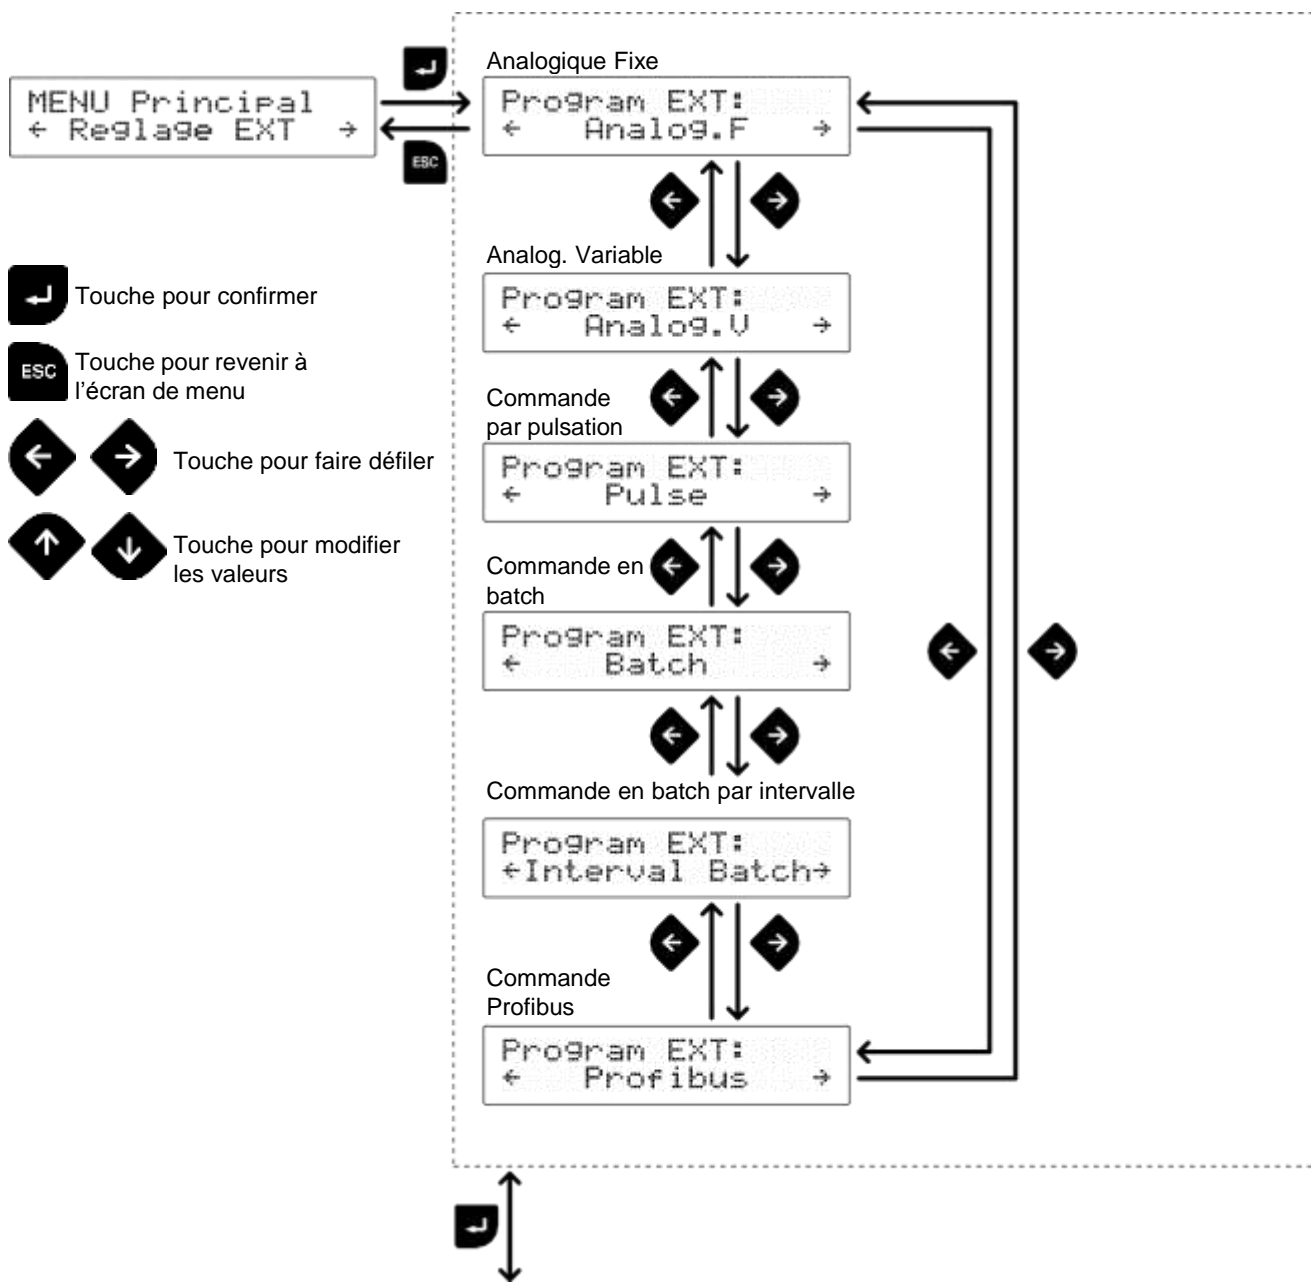 Analogique Fixe
MENU Principal
← Reglage EXT →
ESC
Program EXT:
← Analog.F →
Analog. Variable
Program EXT:
← Analog.V →
Touche pour confirmer
ESC
Touche pour revenir à
l'écran de menu
Touche pour faire défiler
Touche pour modifier
les valeurs
Commande
par pulsation
Program EXT:
← Pulse →
Commande en
batch
Program EXT:
← Batch →
Commande en batch par intervalle
Program EXT:
←Interval Batch→
Commande
Profibus
Program EXT:
← Profibus →